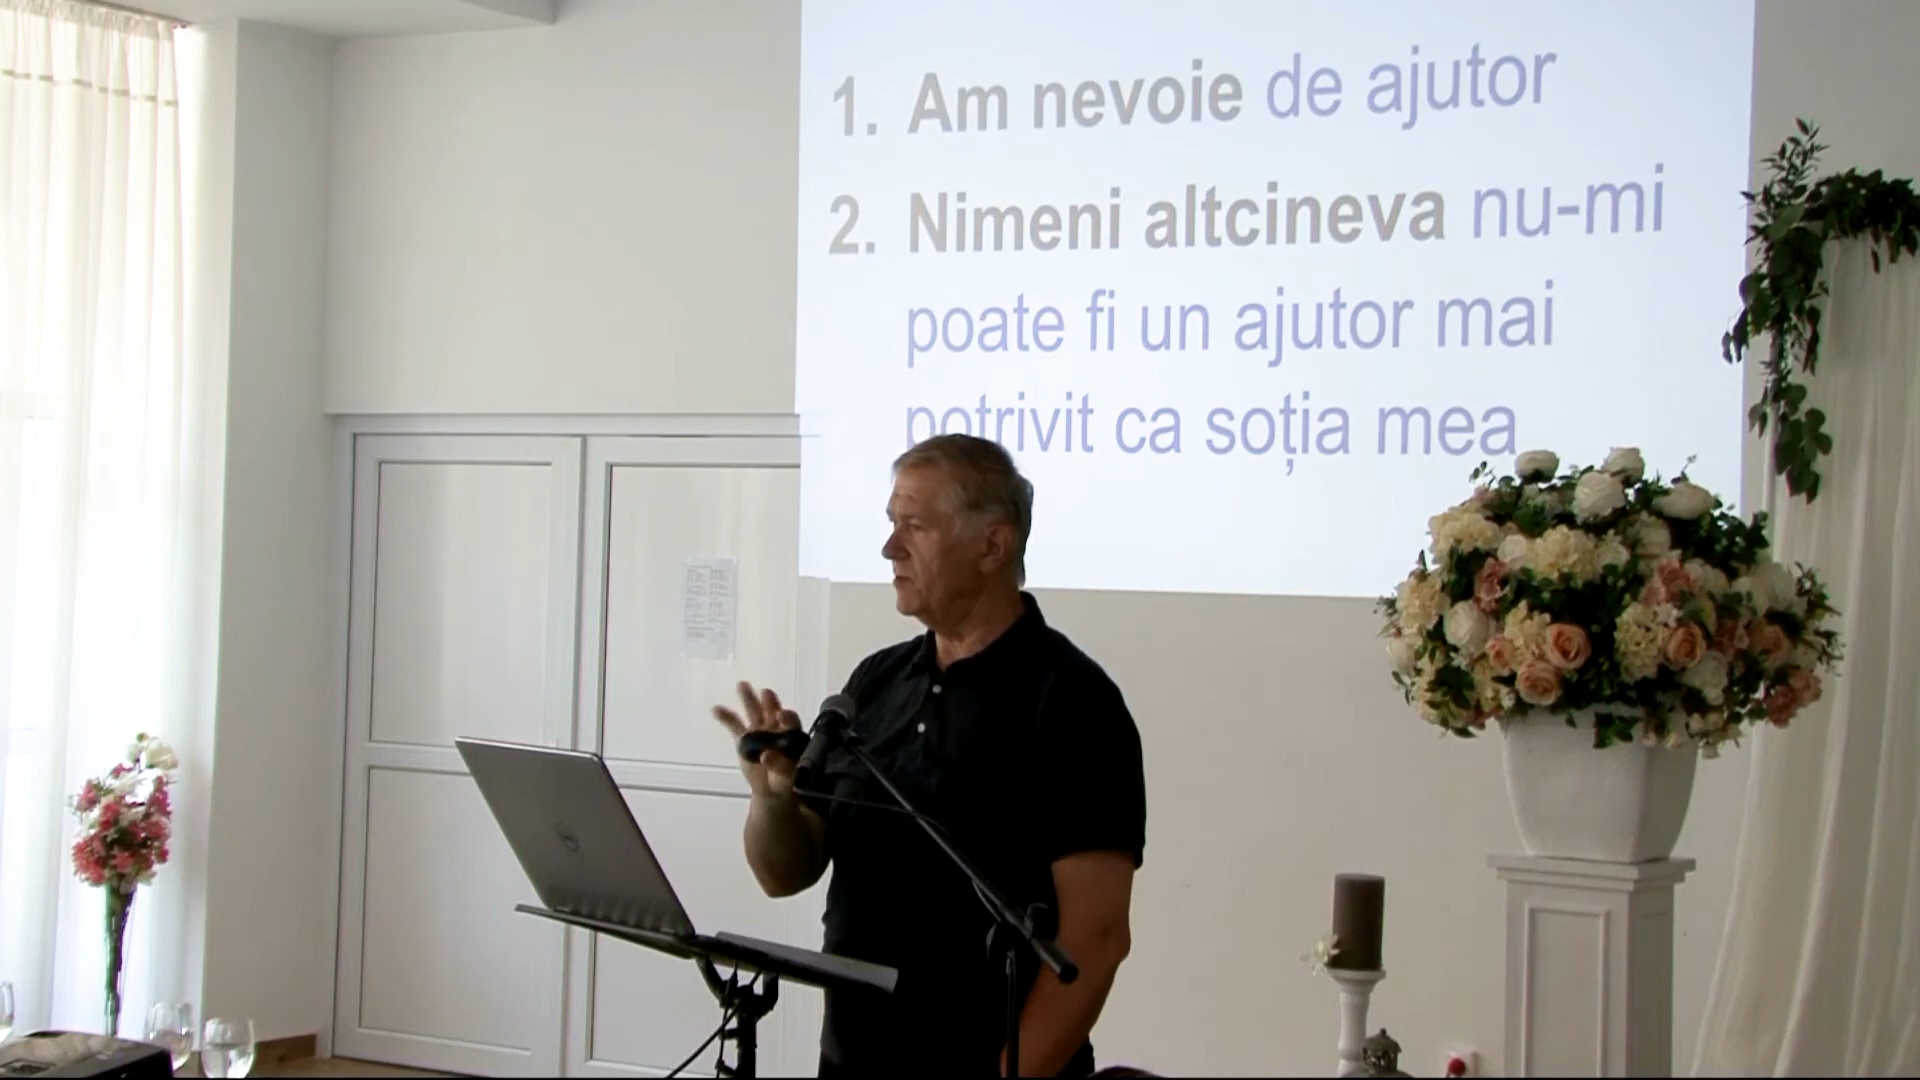 1. Am nevoie de ajutor
2. Nimeni altcineva nu-mi
poate fi un ajutor mai
potrivit ca soția mea